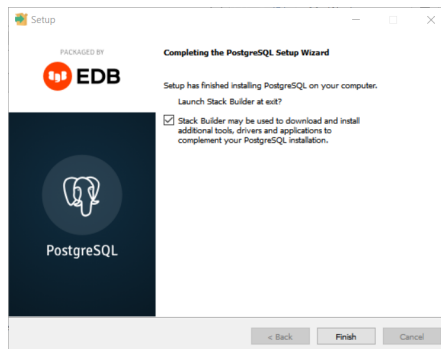 Setup
PACKAGED BY
EDB
Completing the PostgreSQL Setup Wizard
Setup has finished installing PostgreSQL on your computer.
Launch Stack Builder at exit?
Stack Builder may be used to download and install
additional tools, drivers and applications to
complement your PostgreSQL installation.
PostgreSQL
< Back
Finish
Cancel